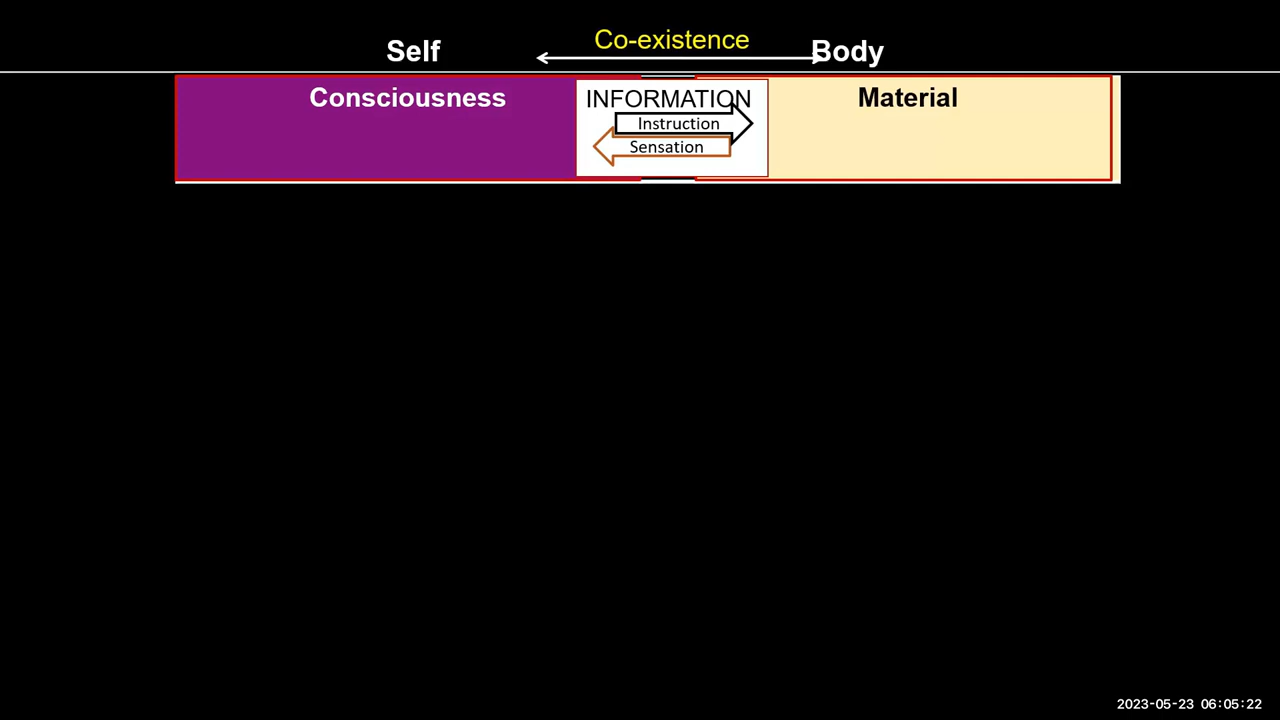 Co-existence
Self Body
Consciousness INFORMATION Material
Instruction
Sensation
2023-05-23 06:05:22